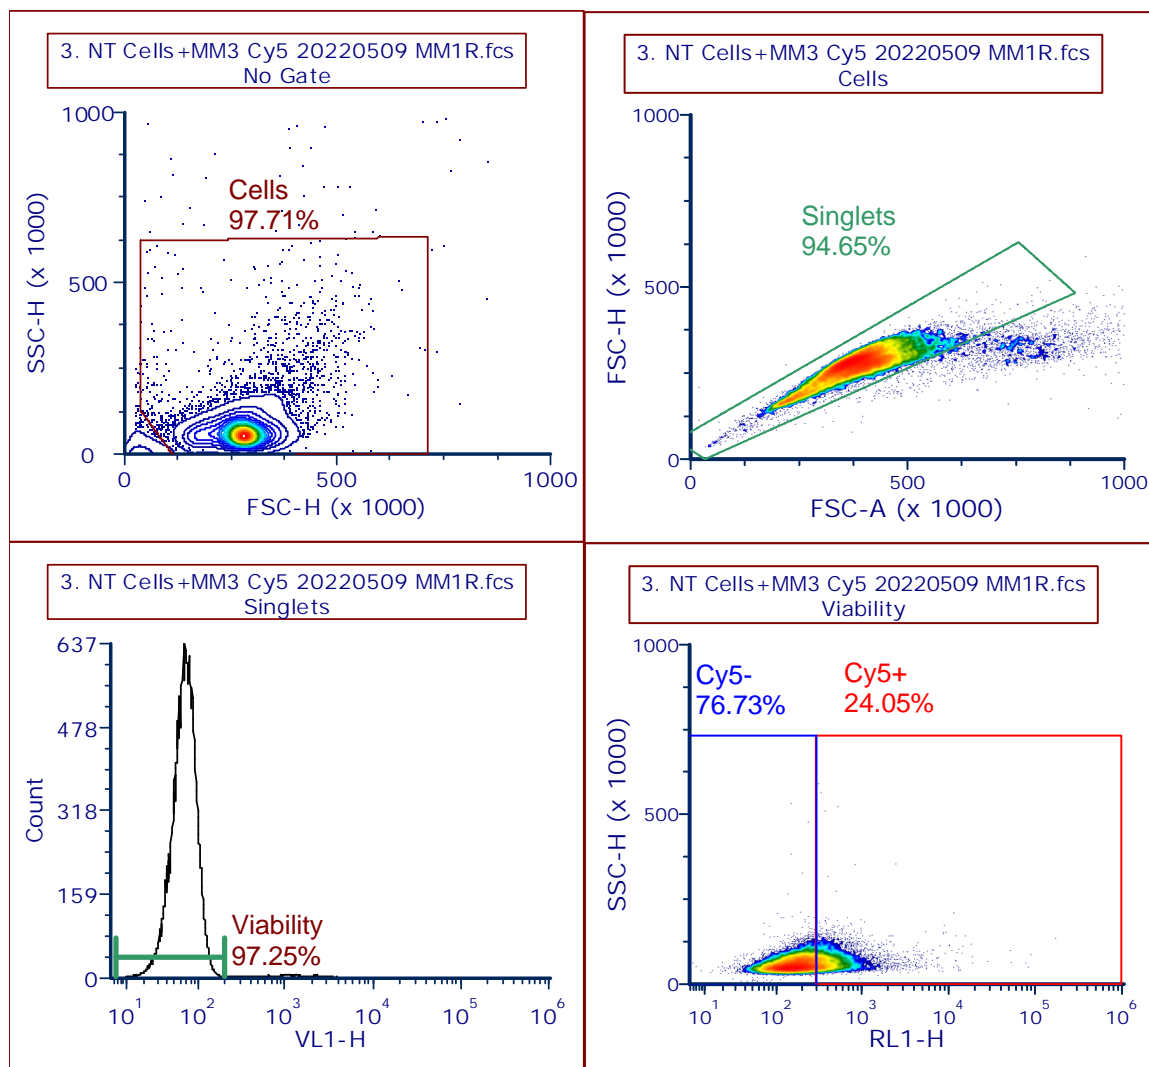 3. NT Cells+MM3 Cy5 20220509 MM1R.fcs
No Gate
1000
500
0
SSC-H (x 1000)
Cells
97.71%
0
500
1000
FSC-H (x 1000)
3. NT Cells+MM3 Cy5 20220509 MM1R.fcs
Cells
1000
500
0
FSC-H (x 1000)
Singlets
94.65%
0
500
1000
FSC-A (x 1000)
3. NT Cells+MM3 Cy5 20220509 MM1R.fcs
Singlets
637
478
318
159
0
Count
Viability
97.25%
10^1
10^2
10^3
10^4
10^5
10^6
VL1-H
3. NT Cells+MM3 Cy5 20220509 MM1R.fcs
Viability
1000
500
0
SSC-H (x 1000)
Cy5-
76.73%
Cy5+
24.05%
10^1
10^2
10^3
10^4
10^5
10^6
RL1-H